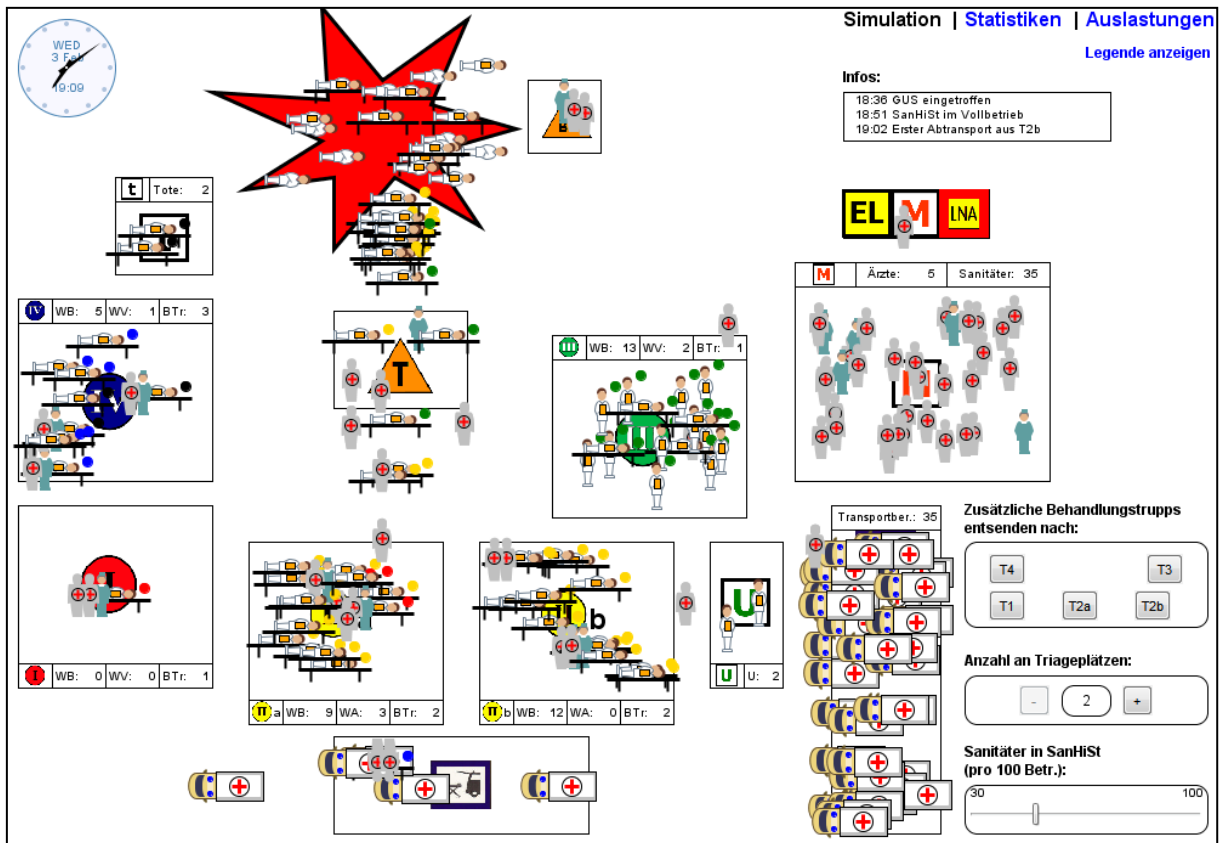 Simulation | Statistiken | Auslastungen
Legende anzeigen
WED
3 Feb
19:09
Infos:
18:36 GUS eingetroffen
18:51 SanHiSt im Vollbetrieb
19:02 Erster Abtransport aus T2b
B
t Tote: 2
EL M LNA
M Ärzte: 5 Sanitäter: 35
IV WB: 5 WV: 1 BTr: 3
T
III WB: 13 WV: 2 BTr: 1
III
Transportber.: 35
Zusätzliche Behandlungstrupps
entsenden nach:
T4 T3
T1 T2a T2b
II b
U
I WB: 0 WV: 0 BTr: 1
II a WB: 9 WA: 3 BTr: 2
II b WB: 12 WA: 0 BTr: 2
U U: 2
Anzahl an Triageplätzen:
- 2 +
Sanitäter in SanHiSt
(pro 100 Betr.):
30 100